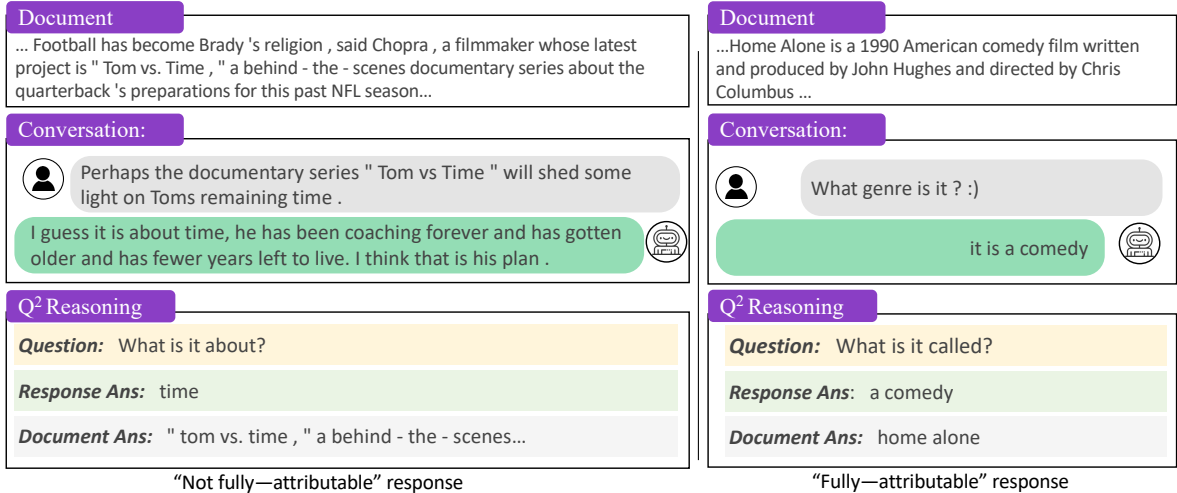 Document
... Football has become Brady 's religion , said Chopra , a filmmaker whose latest
project is " Tom vs. Time , " a behind - the - scenes documentary series about the
quarterback 's preparations for this past NFL season...
Conversation:
Perhaps the documentary series " Tom vs Time " will shed some
light on Toms remaining time .
I guess it is about time, he has been coaching forever and has gotten
older and has fewer years left to live. I think that is his plan .
Q² Reasoning
Question: What is it about?
Response Ans: time
Document Ans: " tom vs. time , " a behind - the - scenes...
“Not fully—attributable” response
Document
...Home Alone is a 1990 American comedy film written
and produced by John Hughes and directed by Chris
Columbus ...
Conversation:
What genre is it ? :)
it is a comedy
Q² Reasoning
Question: What is it called?
Response Ans: a comedy
Document Ans: home alone
“Fully—attributable” response